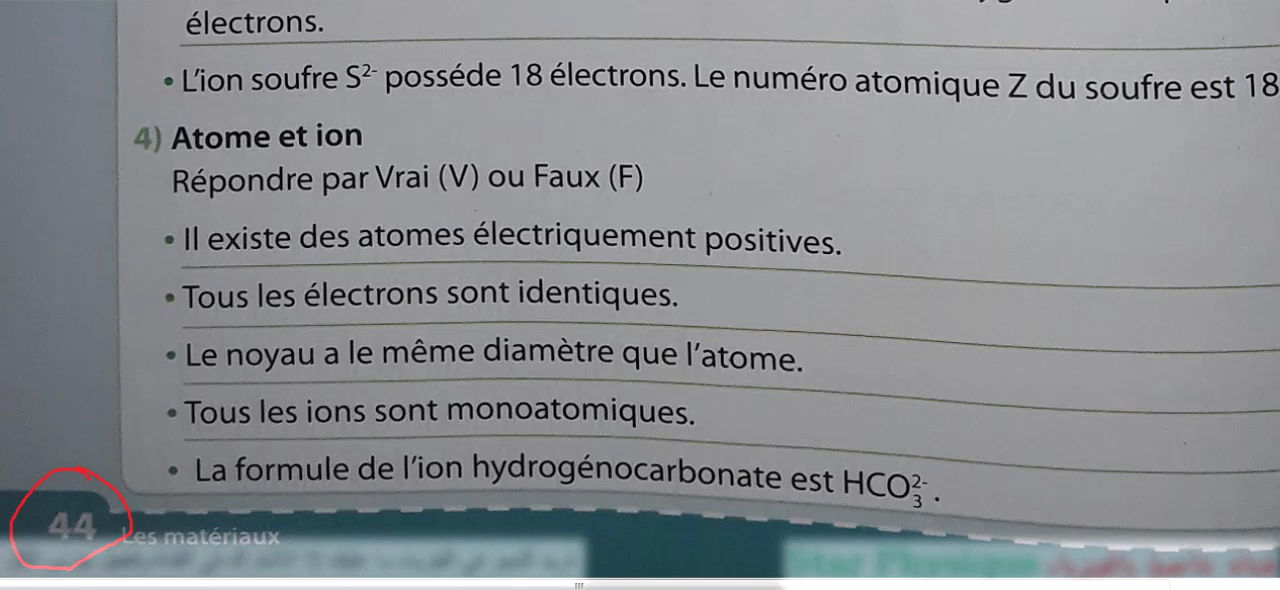 électrons.
• L'ion soufre S²⁻ posséde 18 électrons. Le numéro atomique Z du soufre est 18
4) Atome et ion
Répondre par Vrai (V) ou Faux (F)
• Il existe des atomes électriquement positives.
• Tous les électrons sont identiques.
• Le noyau a le même diamètre que l'atome.
• Tous les ions sont monoatomiques.
• La formule de l'ion hydrogénocarbonate est HCO₃²⁻.
44 Les matériaux